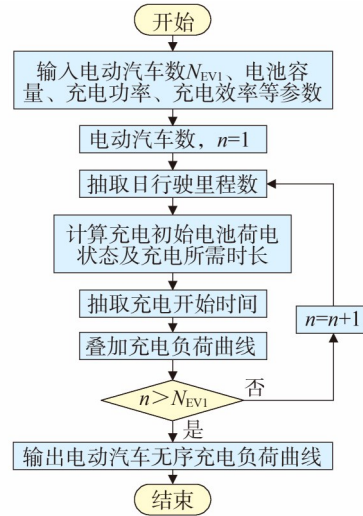 开始
输入电动汽车数N_EV1、电池容
量、充电功率、充电效率等参数
电动汽车数，n=1
抽取日行驶里程数
计算充电初始电池荷电
状态及充电所需时长
抽取充电开始时间
n=n+1
叠加充电负荷曲线
n＞N_EV1
否
是
输出电动汽车无序充电负荷曲线
结束